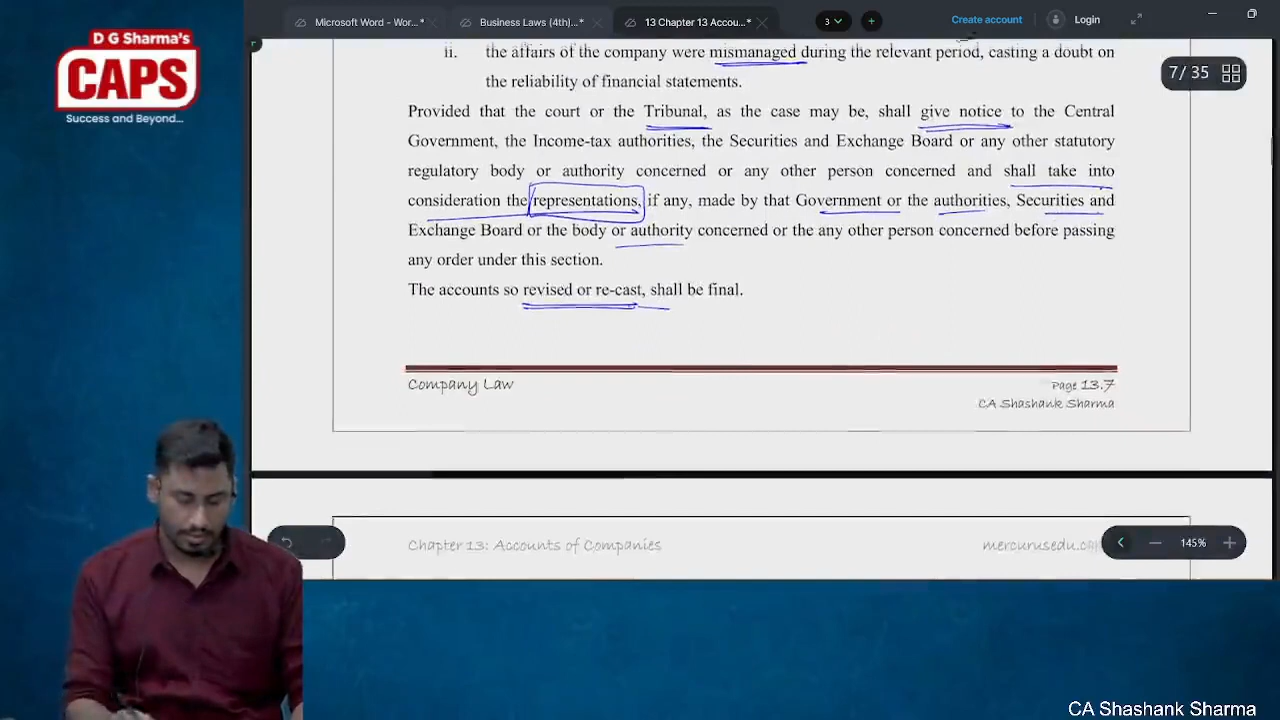 D G Sharma's
CAPS
Success and Beyond...
Microsoft Word - Wor...*
Business Laws (4th]...*
13 Chapter 13 Accou...*
3
Create account
Login
7 / 35
ii. the affairs of the company were mismanaged during the relevant period, casting a doubt on
the reliability of financial statements.
Provided that the court or the Tribunal, as the case may be, shall give notice to the Central
Government, the Income-tax authorities, the Securities and Exchange Board or any other statutory
regulatory body or authority concerned or any other person concerned and shall take into
consideration the representations, if any, made by that Government or the authorities, Securities and
Exchange Board or the body or authority concerned or the any other person concerned before passing
any order under this section.
The accounts so revised or re-cast, shall be final.
Company Law
Page 13.7
CA Shashank Sharma
Chapter 13: Accounts of Companies
145%
CA Shashank Sharma